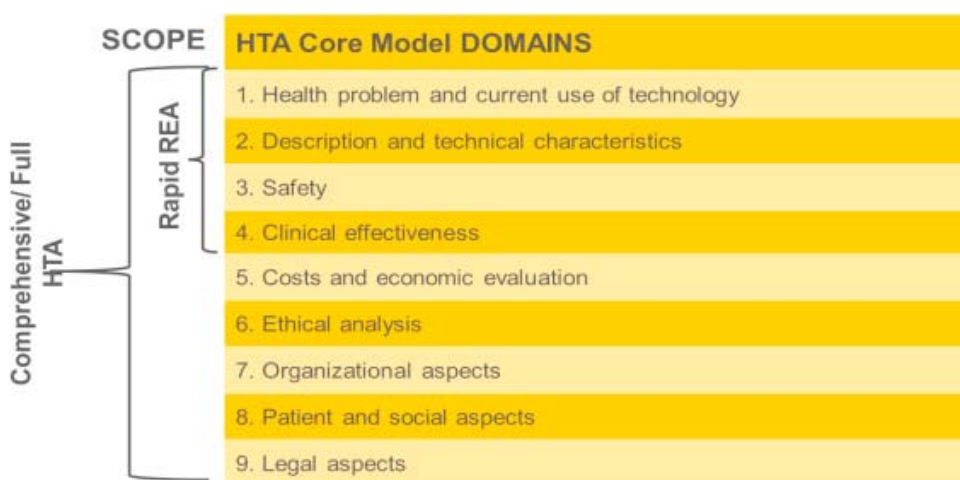 SCOPE
HTA Core Model DOMAINS
Comprehensive/ Full
HTA
Rapid REA
1. Health problem and current use of technology
2. Description and technical characteristics
3. Safety
4. Clinical effectiveness
5. Costs and economic evaluation
6. Ethical analysis
7. Organizational aspects
8. Patient and social aspects
9. Legal aspects